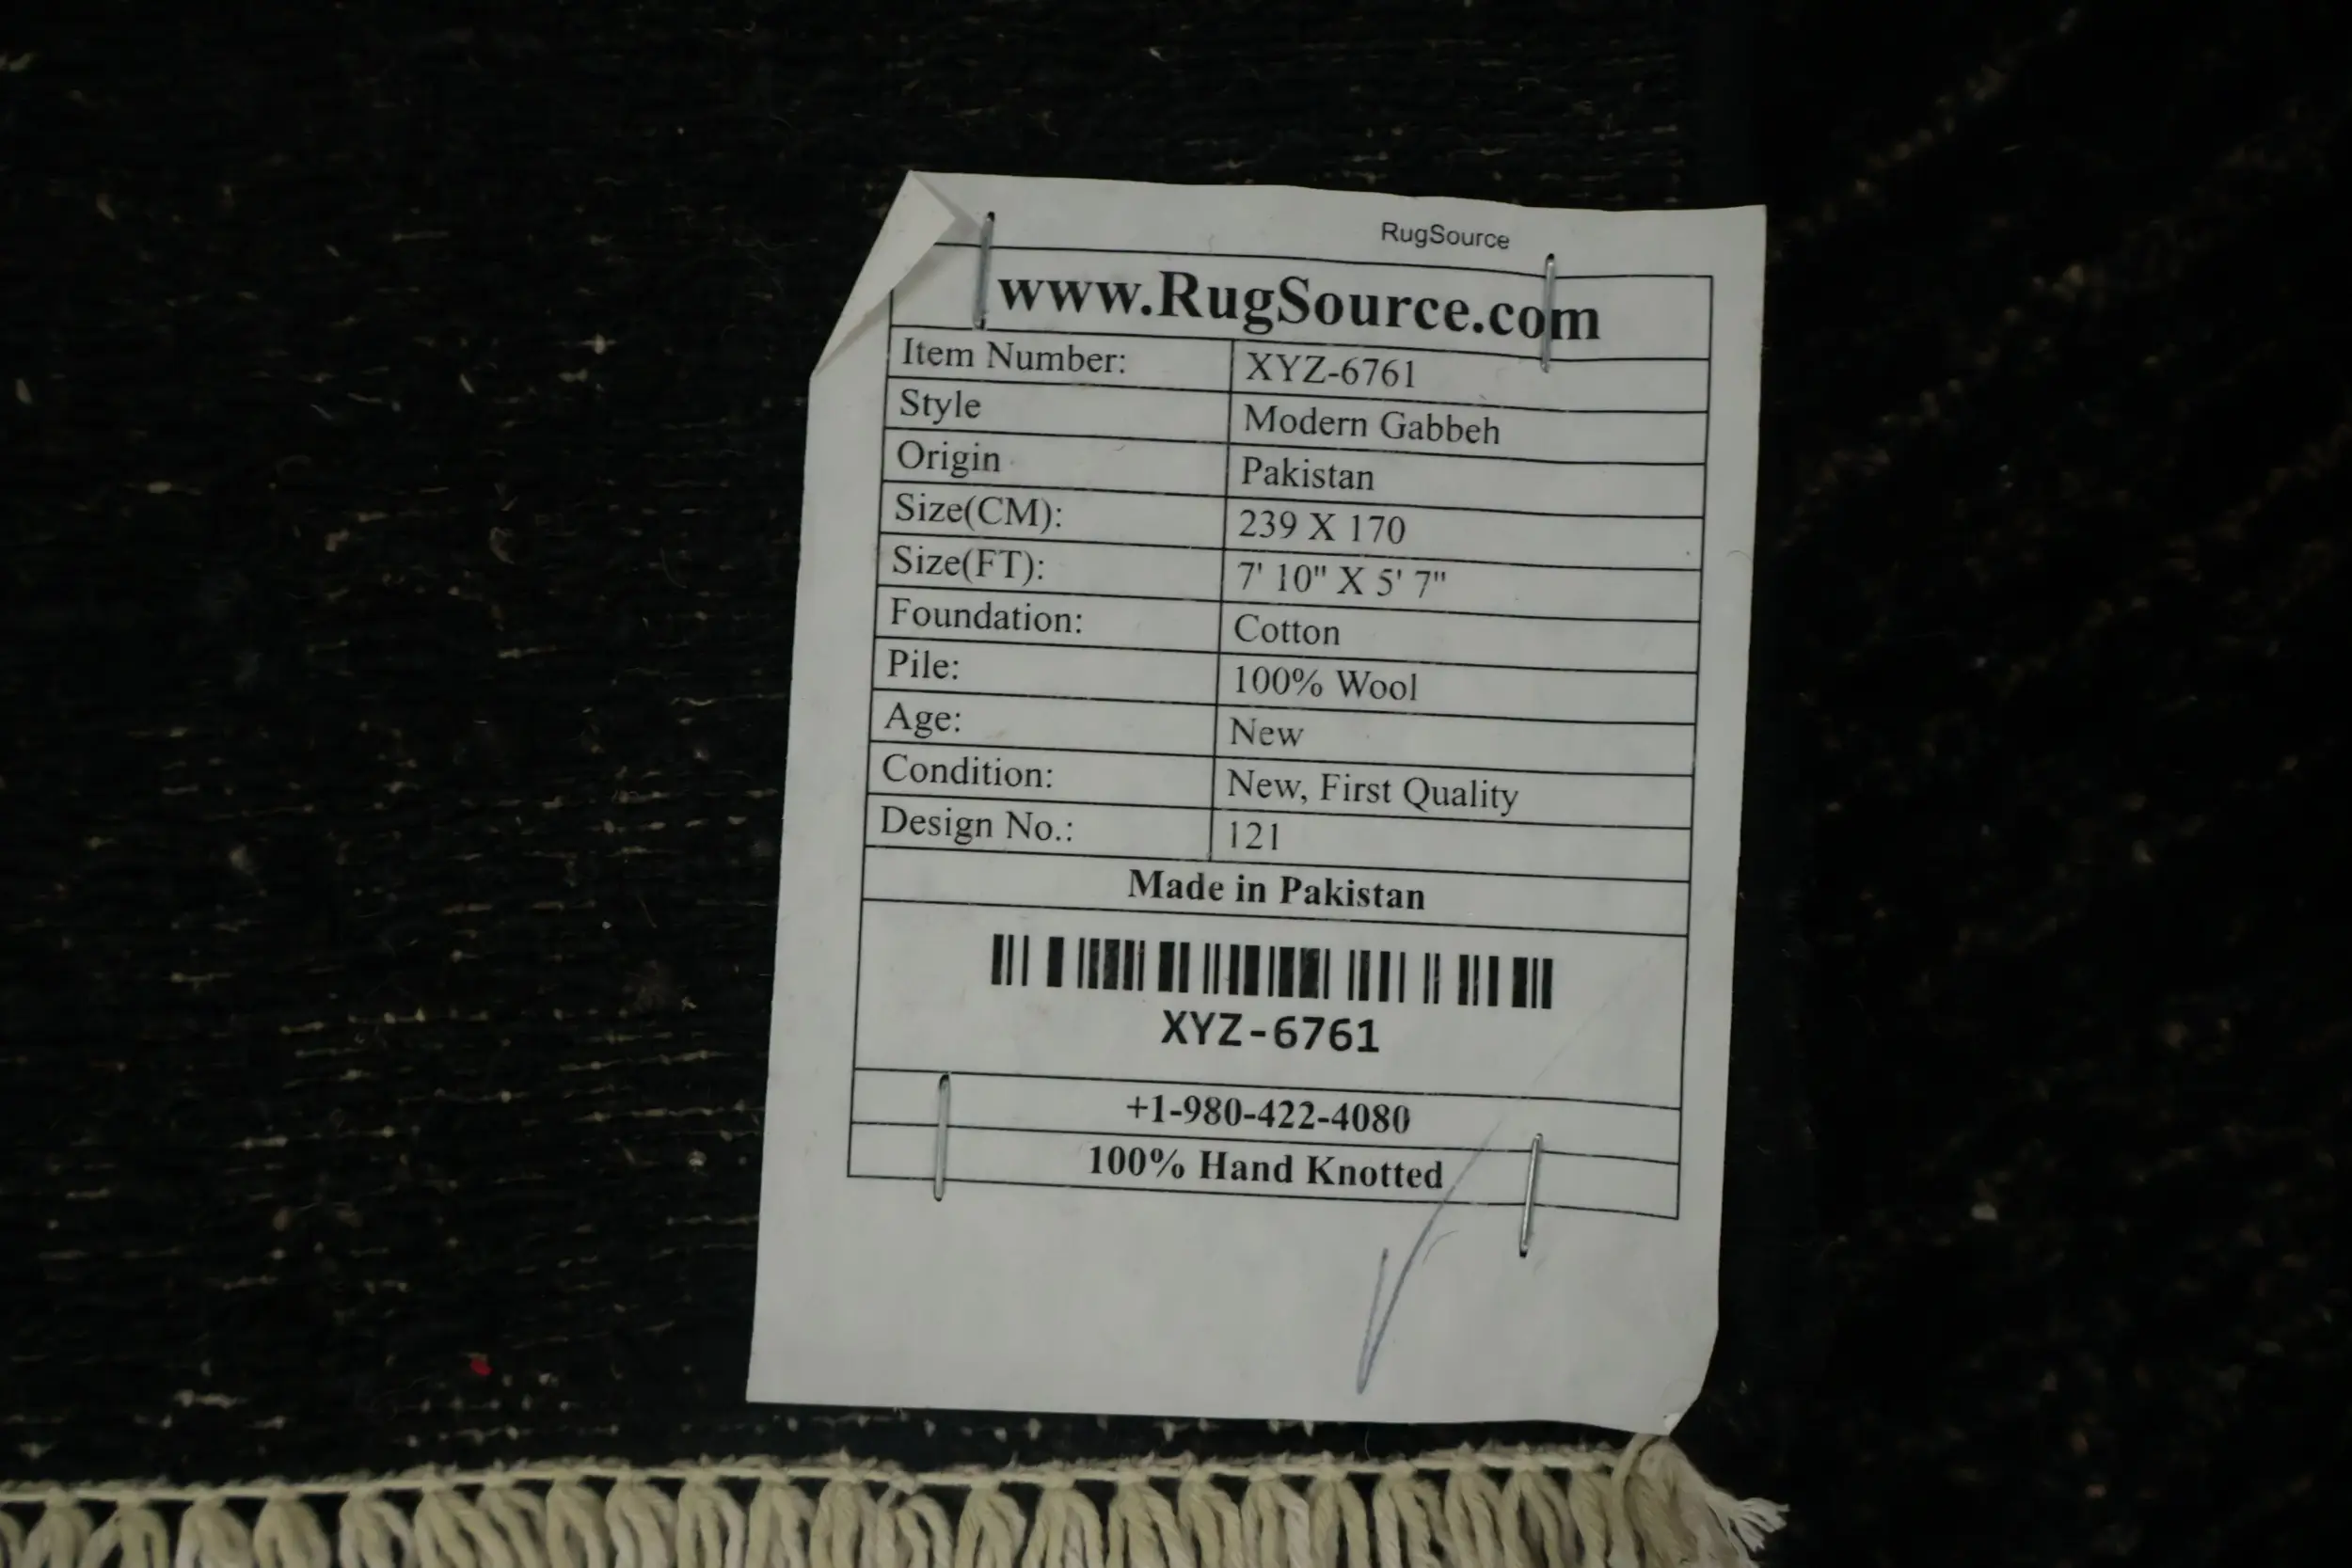 RugSource
www.RugSource.com
Item Number: XYZ-6761
Style Modern Gabbeh
Origin Pakistan
Size(CM): 239 X 170
Size(FT): 7' 10" X 5' 7"
Foundation: Cotton
Pile: 100% Wool
Age: New
Condition: New, First Quality
Design No.: 121
Made in Pakistan
XYZ-6761
+1-980-422-4080
100% Hand Knotted